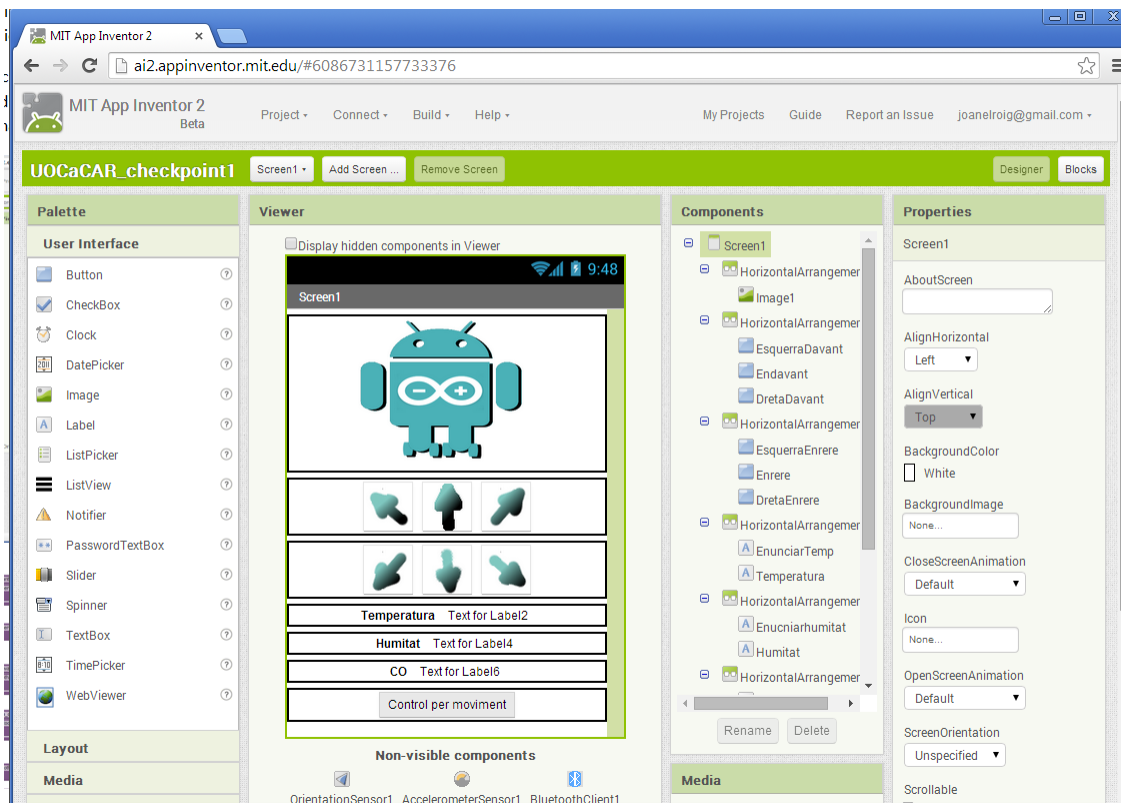 MIT App Inventor 2
ai2.appinventor.mit.edu/#6086731157733376
MIT App Inventor 2
Beta
Project
Connect
Build
Help
My Projects
Guide
Report an Issue
joanelroig@gmail.com
UOCaCAR_checkpoint1
Screen1
Add Screen ...
Remove Screen
Designer
Blocks
Palette
User Interface
Button
CheckBox
Clock
DatePicker
Image
Label
ListPicker
ListView
Notifier
PasswordTextBox
Slider
Spinner
TextBox
TimePicker
WebViewer
Layout
Media
Viewer
Display hidden components in Viewer
9:48
Screen1
Temperatura Text for Label2
Humitat Text for Label4
CO Text for Label6
Control per moviment
Non-visible components
OrientationSensor1 AccelerometerSensor1 BluetoothClient1
Components
Screen1
HorizontalArrangemer
Image1
HorizontalArrangemer
EsquerraDavant
Endavant
DretaDavant
HorizontalArrangemer
EsquerraEnrere
Enrere
DretaEnrere
HorizontalArrangemer
EnunciarTemp
Temperatura
HorizontalArrangemer
Enucniarhumitat
Humitat
HorizontalArrangemer
Rename
Delete
Media
Properties
Screen1
AboutScreen
AlignHorizontal
Left
AlignVertical
Top
BackgroundColor
White
BackgroundImage
None...
CloseScreenAnimation
Default
Icon
None...
OpenScreenAnimation
Default
ScreenOrientation
Unspecified
Scrollable